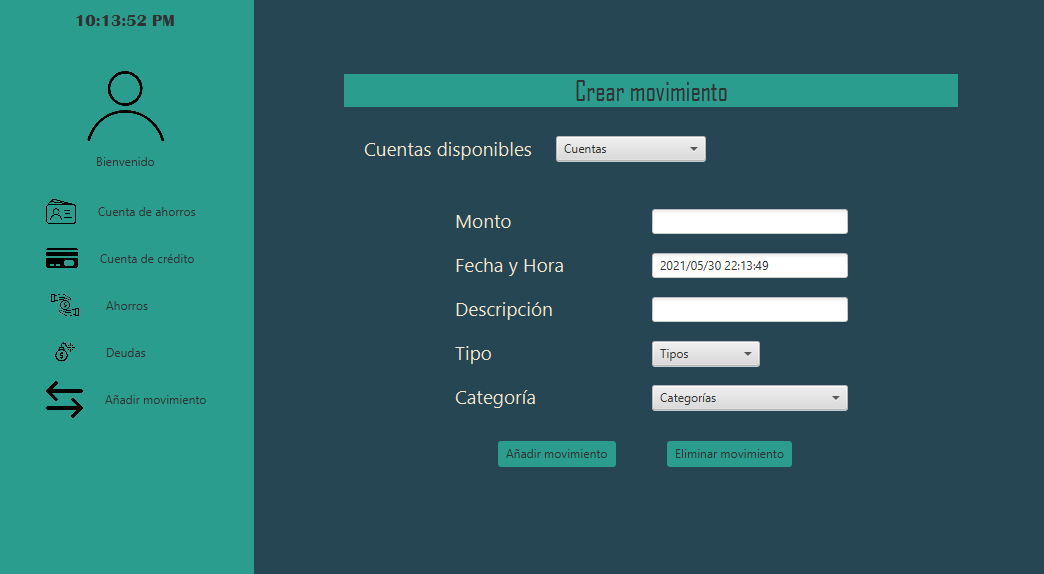 10:13:52 PM
Bienvenido
Cuenta de ahorros
Cuenta de crédito
Ahorros
Deudas
Añadir movimiento
Crear movimiento
Cuentas disponibles Cuentas
Monto
Fecha y Hora 2021/05/30 22:13:49
Descripción
Tipo Tipos
Categoría Categorías
Añadir movimiento Eliminar movimiento